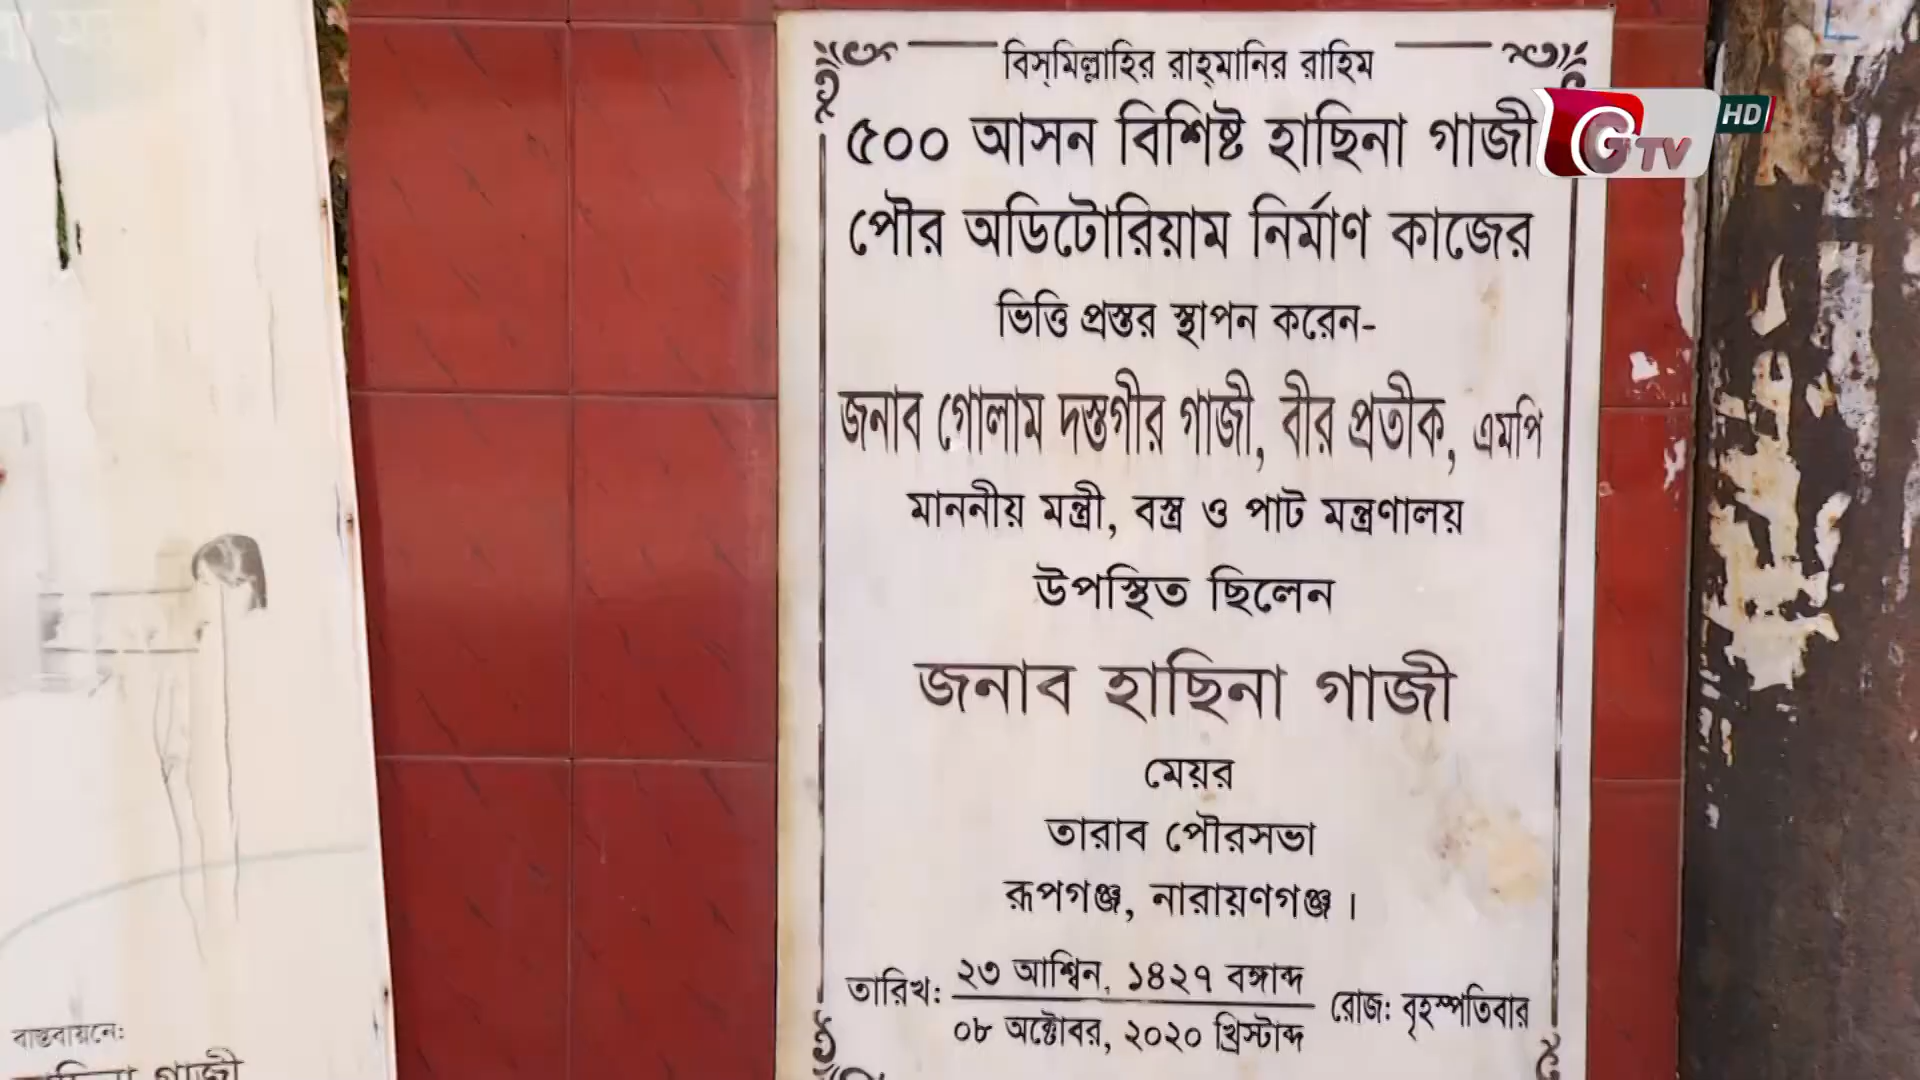 বিস্‌মিল্লাহির রাহ্‌মানির রাহিম
৫০০ আসন বিশিষ্ট হাছিনা গাজী
পৌর অডিটোরিয়াম নির্মাণ কাজের
ভিত্তি প্রস্তর স্থাপন করেন-
জনাব গোলাম দস্তগীর গাজী, বীর প্রতীক, এমপি
মাননীয় মন্ত্রী, বস্ত্র ও পাট মন্ত্রণালয়
উপস্থিত ছিলেন
জনাব হাছিনা গাজী
মেয়র
তারাব পৌরসভা
রূপগঞ্জ, নারায়ণগঞ্জ।
তারিখ: ২৩ আশ্বিন, ১৪২৭ বঙ্গাব্দ
০৮ অক্টোবর, ২০২০ খ্রিস্টাব্দ রোজ: বৃহস্পতিবার
GTV HD
বাস্তবায়নে:
গাজী